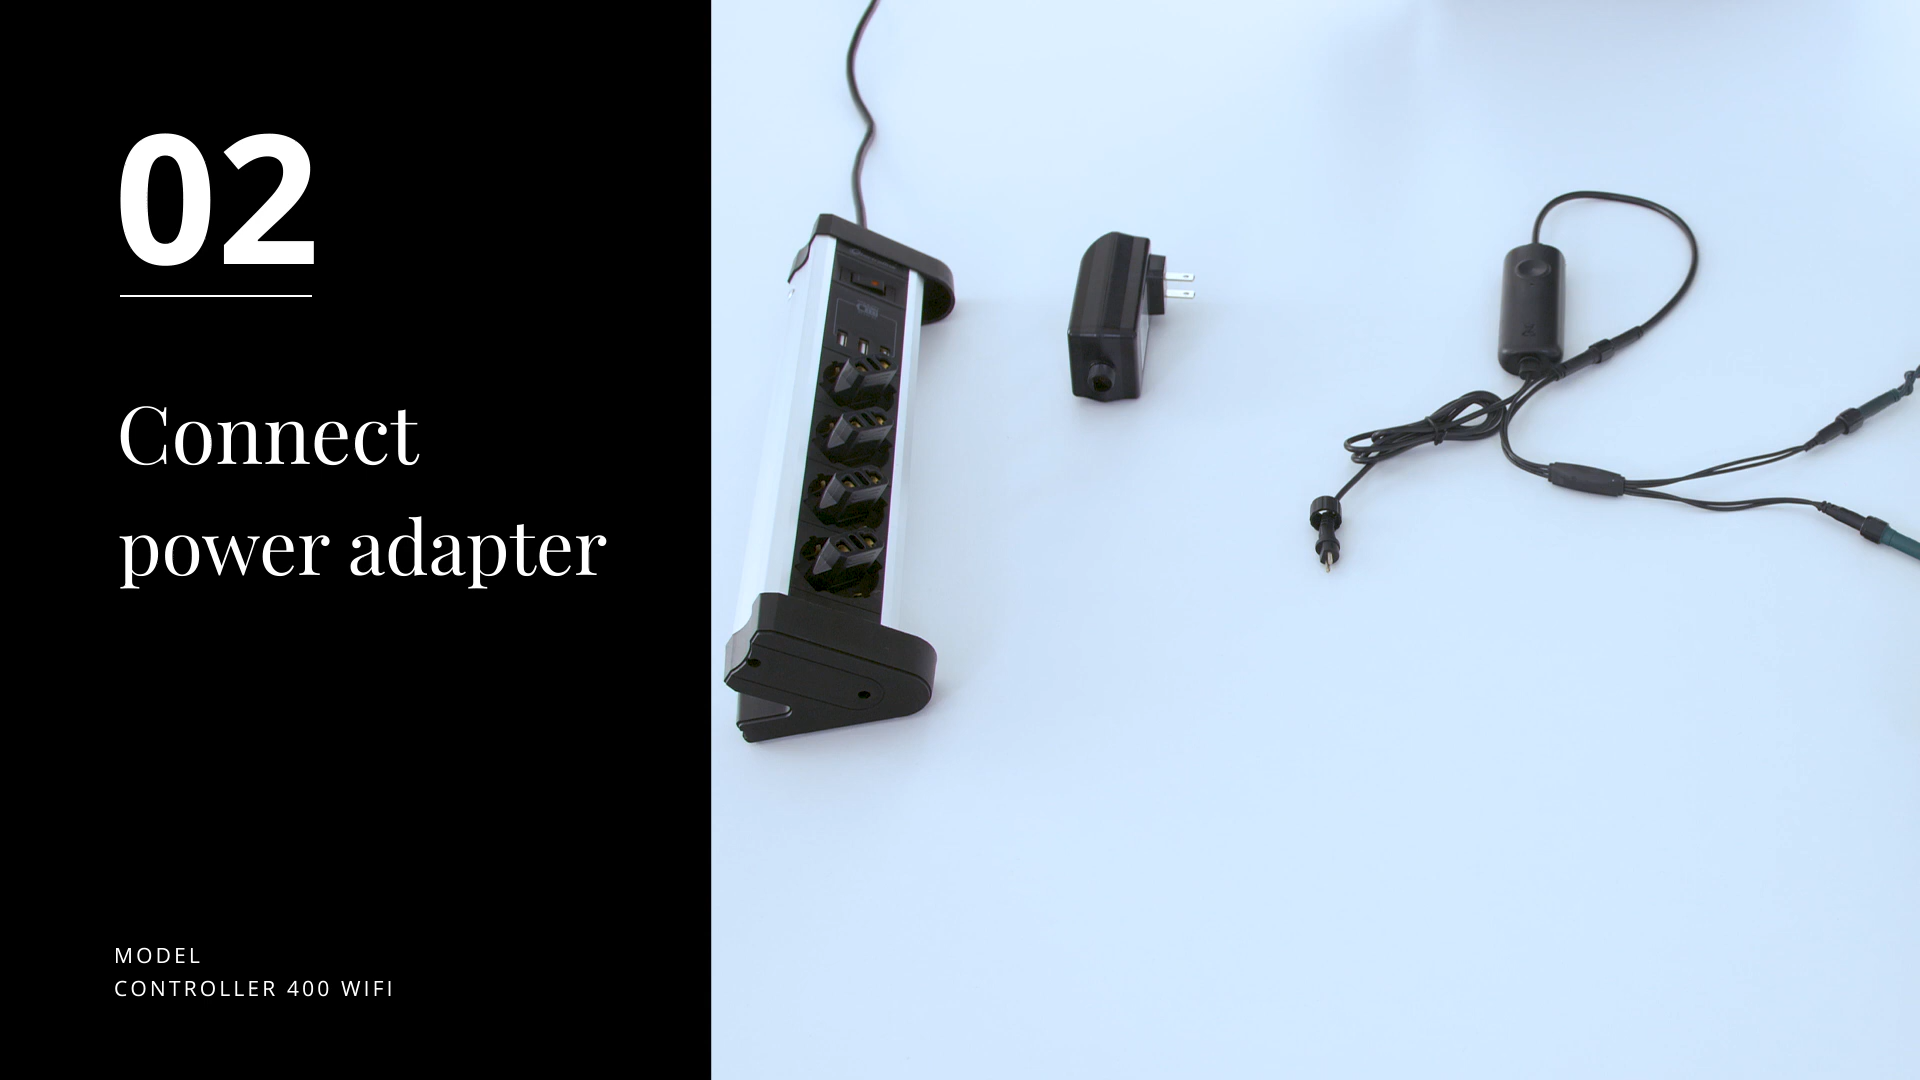 02
Connect
power adapter
MODEL
CONTROLLER 400 WIFI